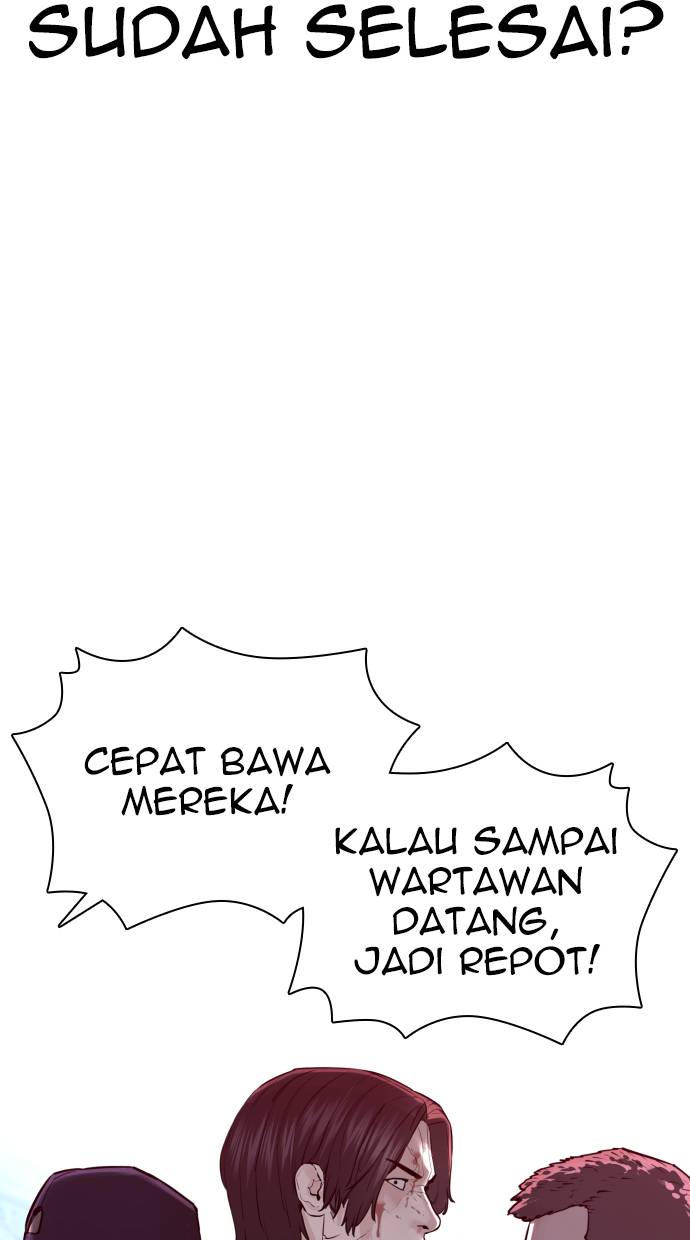 SUDAH SELESAI?
CEPAT BAWA
MEREKA!
KALAU SAMPAI
WARTAWAN
DATANG,
JADI REPOT!